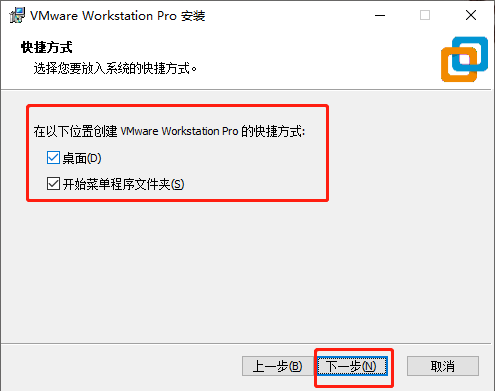 VMware Workstation Pro 安装
快捷方式
选择您要放入系统的快捷方式。
在以下位置创建 VMware Workstation Pro 的快捷方式:
桌面(D)
开始菜单程序文件夹(S)
上一步(B)
下一步(N)
取消